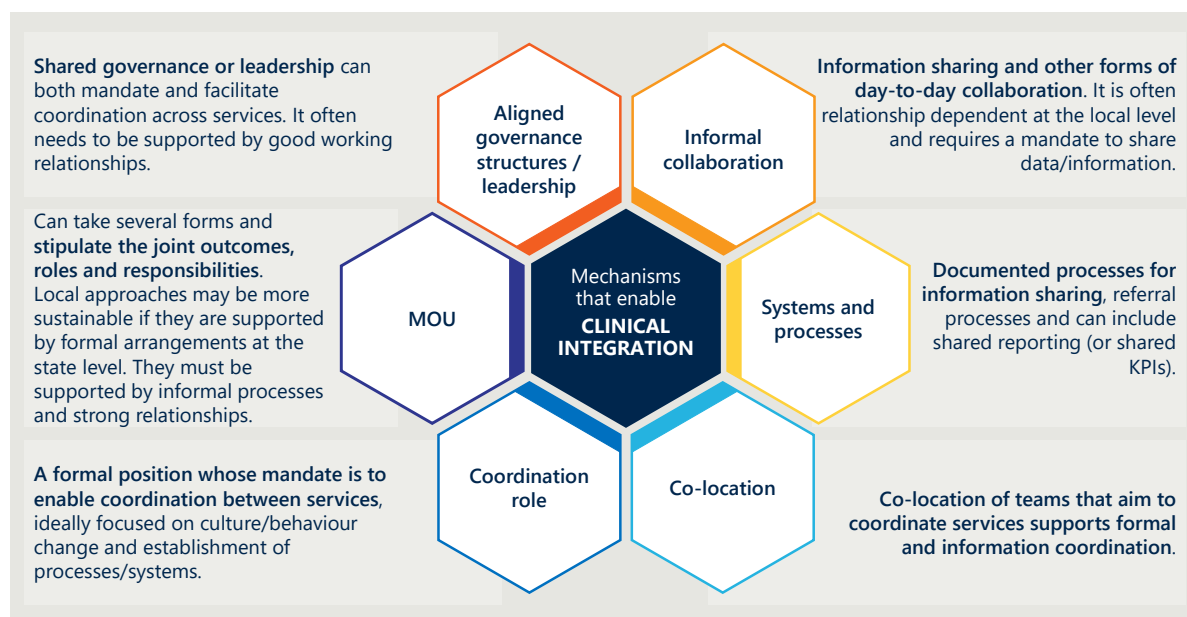 Shared governance or leadership can
both mandate and facilitate
coordination across services. It often
needs to be supported by good working
relationships.
Aligned
governance
structures /
leadership
Informal
collaboration
Information sharing and other forms of
day-to-day collaboration. It is often
relationship dependent at the local level
and requires a mandate to share
data/information.
Can take several forms and
stipulate the joint outcomes,
roles and responsibilities.
Local approaches may be more
sustainable if they are supported
by formal arrangements at the
state level. They must be
supported by informal processes
and strong relationships.
MOU
Mechanisms
that enable
CLINICAL
INTEGRATION
Systems and
processes
Documented processes for
information sharing, referral
processes and can include
shared reporting (or shared
KPIs).
A formal position whose mandate is to
enable coordination between services,
ideally focused on culture/behaviour
change and establishment of
processes/systems.
Coordination
role
Co-location
Co-location of teams that aim to
coordinate services supports formal
and information coordination.